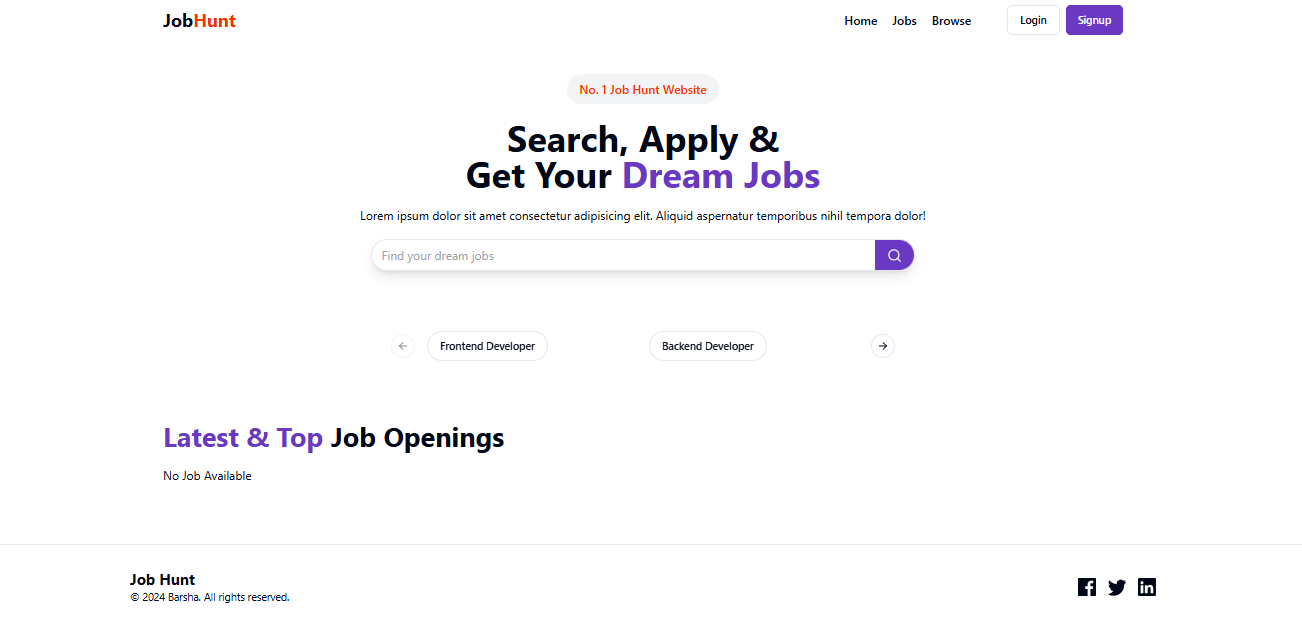 JobHunt
Home Jobs Browse Login Signup
No. 1 Job Hunt Website
Search, Apply &
Get Your Dream Jobs
Lorem ipsum dolor sit amet consectetur adipisicing elit. Aliquid aspernatur temporibus nihil tempora dolor!
Find your dream jobs
Frontend Developer Backend Developer
Latest & Top Job Openings
No Job Available
Job Hunt
© 2024 Barsha. All rights reserved.